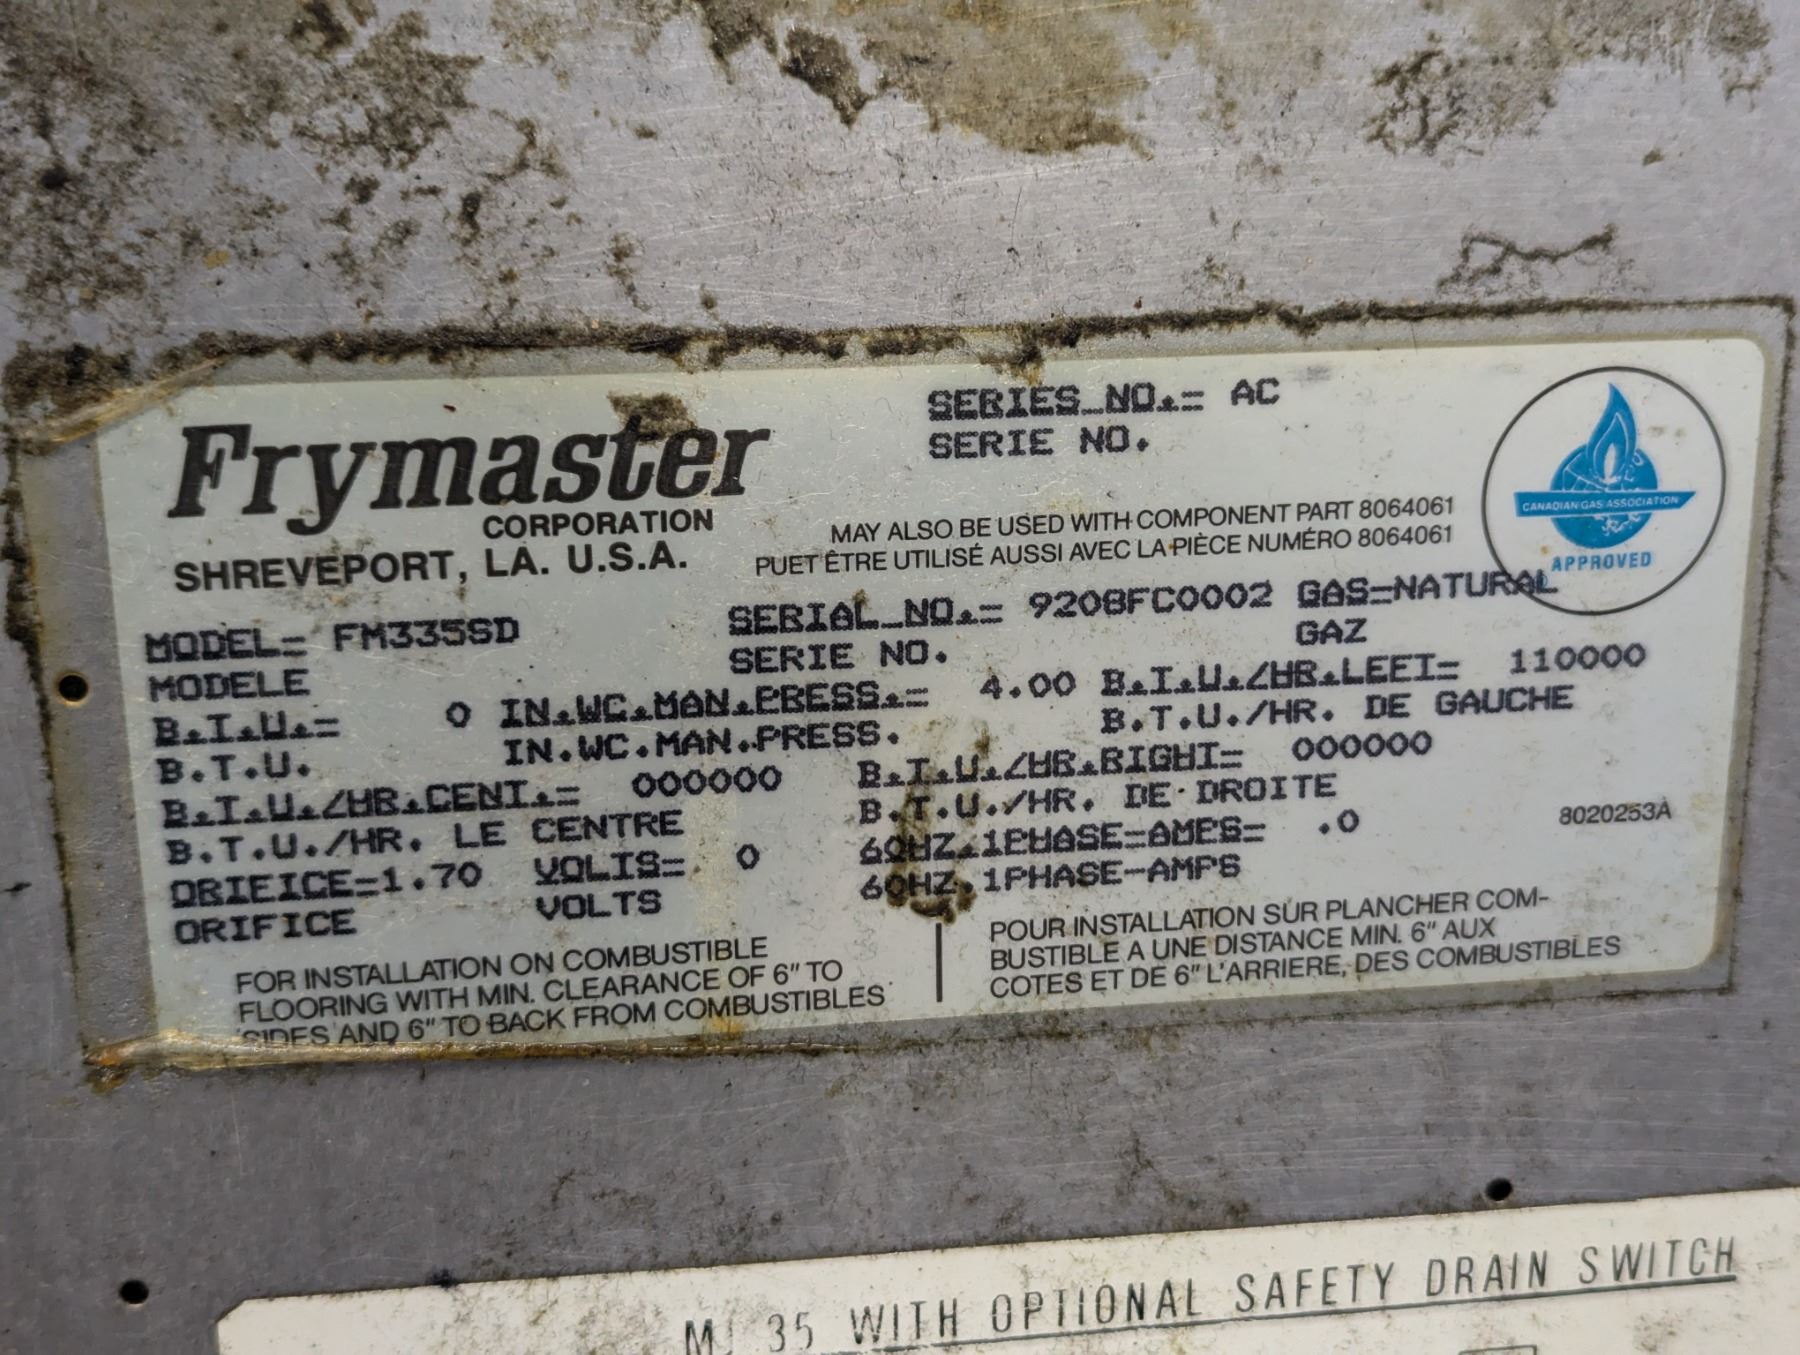 Frymaster
CORPORATION
SHREVEPORT, LA. U.S.A.
SERIES NO.= AC
SERIE NO.
CANADIAN GAS ASSOCIATION
APPROVED
MAY ALSO BE USED WITH COMPONENT PART 8064061
PUET ÊTRE UTILISÉ AUSSI AVEC LA PIÈCE NUMÉRO 8064061
MODEL= FM335SD SERIAL NO.= 9208FC0002 GAS=NATURAL
MODELE SERIE NO. GAZ
B.T.U.= 0 IN.WC.MAN.PRESS.= 4.00 B.T.U./HR.LEFT= 110000
B.T.U. IN.WC.MAN.PRESS. B.T.U./HR. DE GAUCHE
B.T.U./HR.CENT.= 000000 B.T.U./HR.RIGHT= 000000
B.T.U./HR. LE CENTRE B.T.U./HR. DE DROITE
ORIFICE=1.70 VOLTS= 0 60HZ.1PHASE=AMPS= .0
ORIFICE VOLTS 60HZ.1PHASE-AMPS
8020253A
FOR INSTALLATION ON COMBUSTIBLE
FLOORING WITH MIN. CLEARANCE OF 6" TO
SIDES AND 6" TO BACK FROM COMBUSTIBLES
POUR INSTALLATION SUR PLANCHER COM-
BUSTIBLE A UNE DISTANCE MIN. 6" AUX
COTES ET DE 6" L'ARRIERE, DES COMBUSTIBLES
35 WITH OPTIONAL SAFETY DRAIN SWITCH